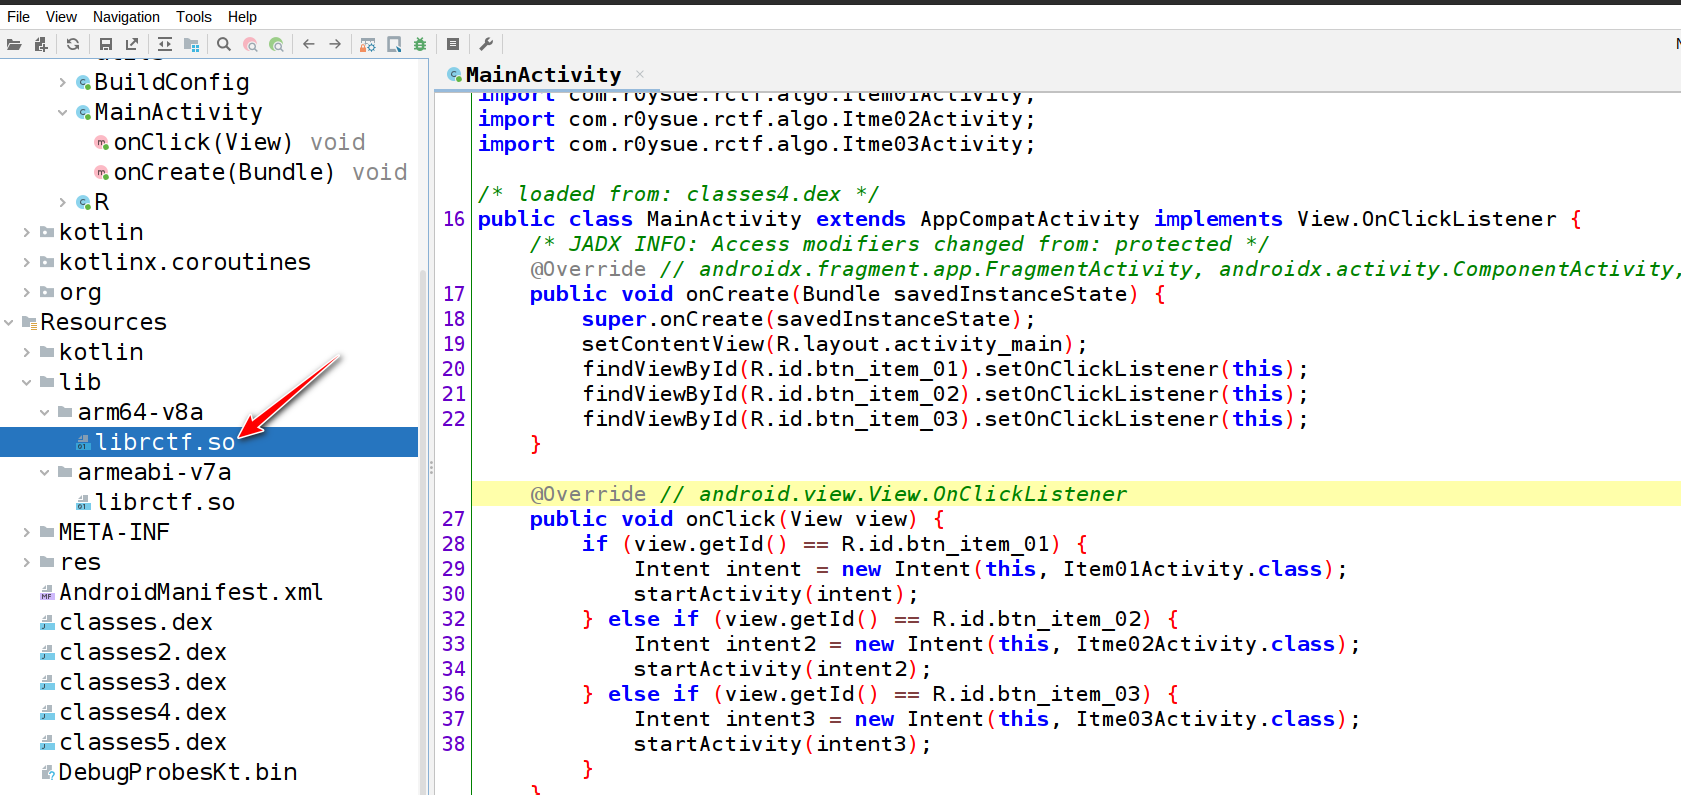 File View Navigation Tools Help
BuildConfig
MainActivity
onClick(View) void
onCreate(Bundle) void
R
kotlin
kotlinx.coroutines
org
Resources
kotlin
lib
arm64-v8a
librctf.so
armeabi-v7a
librctf.so
META-INF
res
AndroidManifest.xml
classes.dex
classes2.dex
classes3.dex
classes4.dex
classes5.dex
DebugProbesKt.bin
MainActivity ×
import com.r0ysue.rctf.algo.Item01Activity;
import com.r0ysue.rctf.algo.Itme02Activity;
import com.r0ysue.rctf.algo.Itme03Activity;
/* loaded from: classes4.dex */
16 public class MainActivity extends AppCompatActivity implements View.OnClickListener {
/* JADX INFO: Access modifiers changed from: protected */
@Override // androidx.fragment.app.FragmentActivity, androidx.activity.ComponentActivity,
17 public void onCreate(Bundle savedInstanceState) {
18 super.onCreate(savedInstanceState);
19 setContentView(R.layout.activity_main);
20 findViewById(R.id.btn_item_01).setOnClickListener(this);
21 findViewById(R.id.btn_item_02).setOnClickListener(this);
22 findViewById(R.id.btn_item_03).setOnClickListener(this);
}
@Override // android.view.View.OnClickListener
27 public void onClick(View view) {
28 if (view.getId() == R.id.btn_item_01) {
29 Intent intent = new Intent(this, Item01Activity.class);
30 startActivity(intent);
32 } else if (view.getId() == R.id.btn_item_02) {
33 Intent intent2 = new Intent(this, Itme02Activity.class);
34 startActivity(intent2);
36 } else if (view.getId() == R.id.btn_item_03) {
37 Intent intent3 = new Intent(this, Itme03Activity.class);
38 startActivity(intent3);
}
}